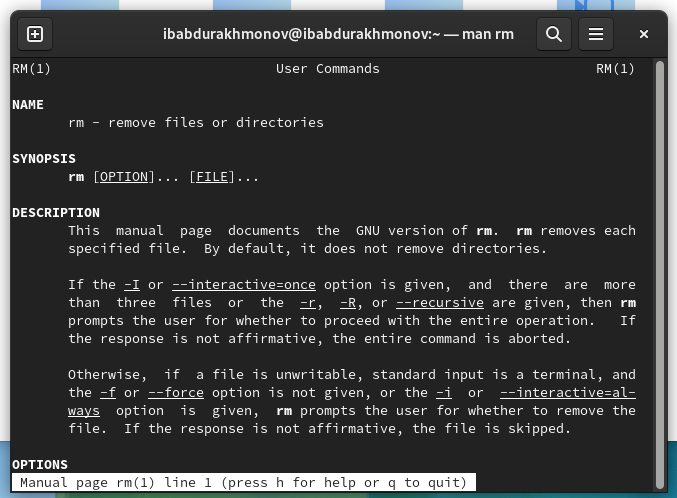 ibabdurakhmonov@ibabdurakhmonov:~ — man rm
RM(1) User Commands RM(1)
NAME
rm - remove files or directories
SYNOPSIS
rm [OPTION]... [FILE]...
DESCRIPTION
This manual page documents the GNU version of rm. rm removes each
specified file. By default, it does not remove directories.
If the -I or --interactive=once option is given, and there are more
than three files or the -r, -R, or --recursive are given, then rm
prompts the user for whether to proceed with the entire operation. If
the response is not affirmative, the entire command is aborted.
Otherwise, if a file is unwritable, standard input is a terminal, and
the -f or --force option is not given, or the -i or --interactive=al-
ways option is given, rm prompts the user for whether to remove the
file. If the response is not affirmative, the file is skipped.
OPTIONS
Manual page rm(1) line 1 (press h for help or q to quit)